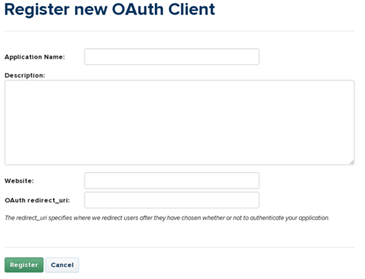 Register new OAuth Client
Application Name:
Description:
Website:
OAuth redirect_uri:
The redirect_uri specifies where we redirect users after they have chosen whether or not to authenticate your application.
Register Cancel